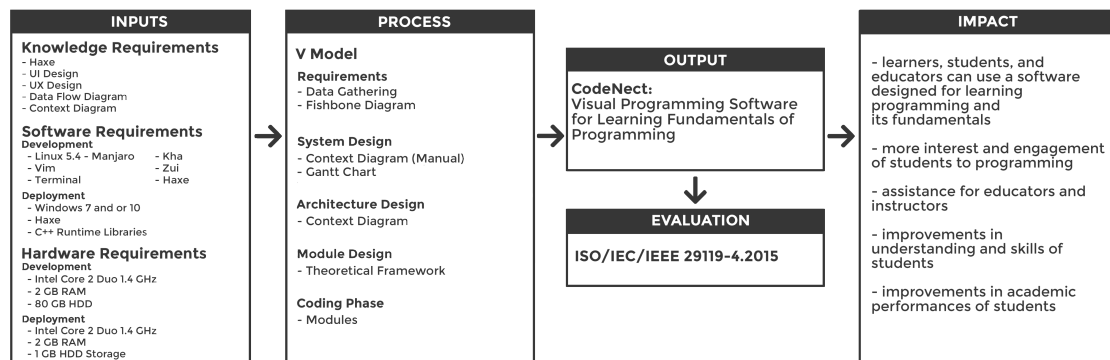 INPUTS
Knowledge Requirements
- Haxe
- UI Design
- UX Design
- Data Flow Diagram
- Context Diagram
Software Requirements
Development
- Linux 5.4 - Manjaro
- Vim
- Terminal
- Kha
- Zui
- Haxe
Deployment
- Windows 7 and or 10
- Haxe
- C++ Runtime Libraries
Hardware Requirements
Development
- Intel Core 2 Duo 1.4 GHz
- 2 GB RAM
- 80 GB HDD
Deployment
- Intel Core 2 Duo 1.4 GHz
- 2 GB RAM
- 1 GB HDD Storage
PROCESS
V Model
Requirements
- Data Gathering
- Fishbone Diagram
System Design
- Context Diagram (Manual)
- Gantt Chart
Architecture Design
- Context Diagram
Module Design
- Theoretical Framework
Coding Phase
- Modules
OUTPUT
CodeNect:
Visual Programming Software
for Learning Fundamentals of
Programming
EVALUATION
ISO/IEC/IEEE 29119-4.2015
IMPACT
- learners, students, and
educators can use a software
designed for learning
programming and
its fundamentals
- more interest and engagement
of students to programming
- assistance for educators and
instructors
- improvements in
understanding and skills of
students
- improvements in academic
performances of students